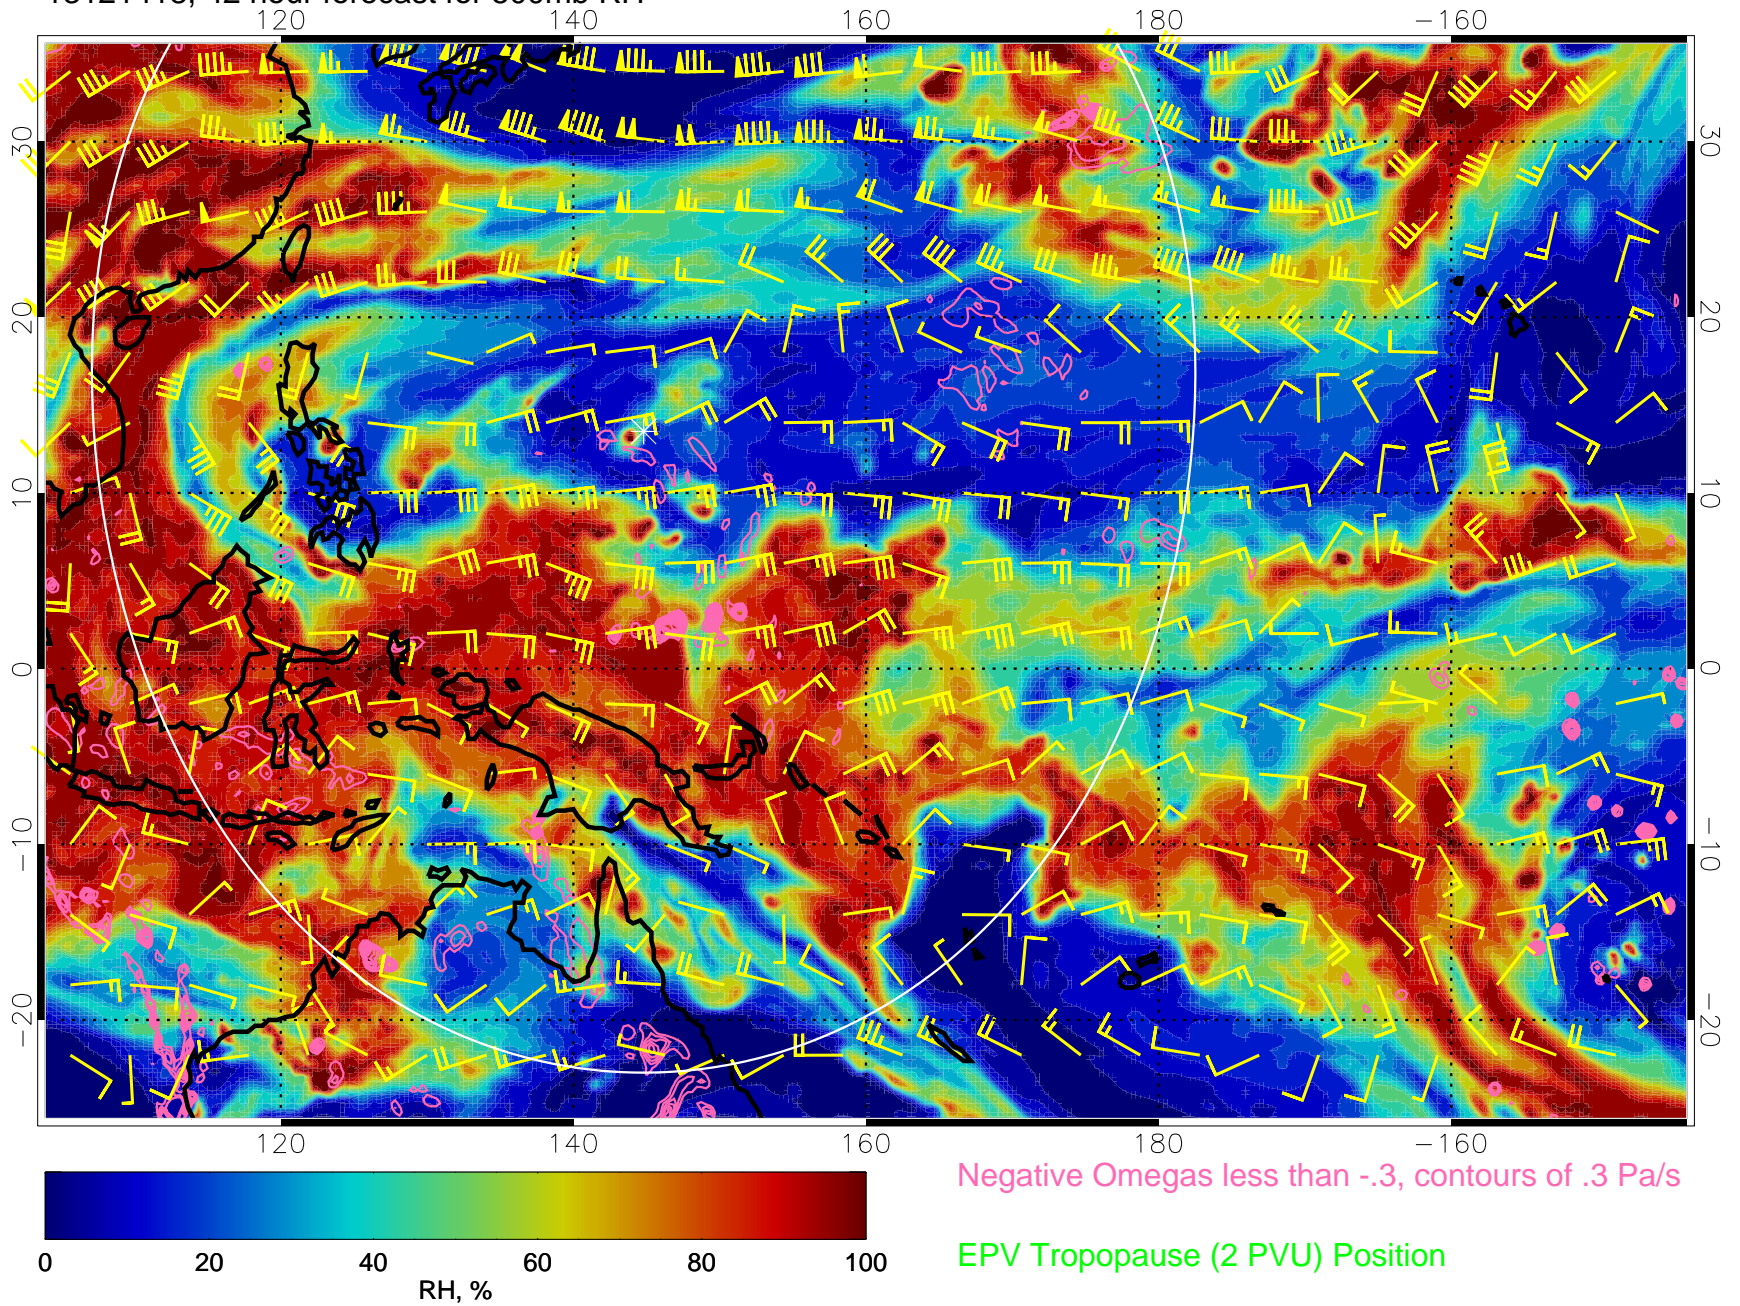 120 140 160 180 −160
30 30
20 20
10 10
0 0
−10 −10
−20 −20
120 140 160 180 −160
Negative Omegas less than -.3, contours of .3 Pa/s
0 20 40 60 80 100
EPV Tropopause (2 PVU) Position
RH, %